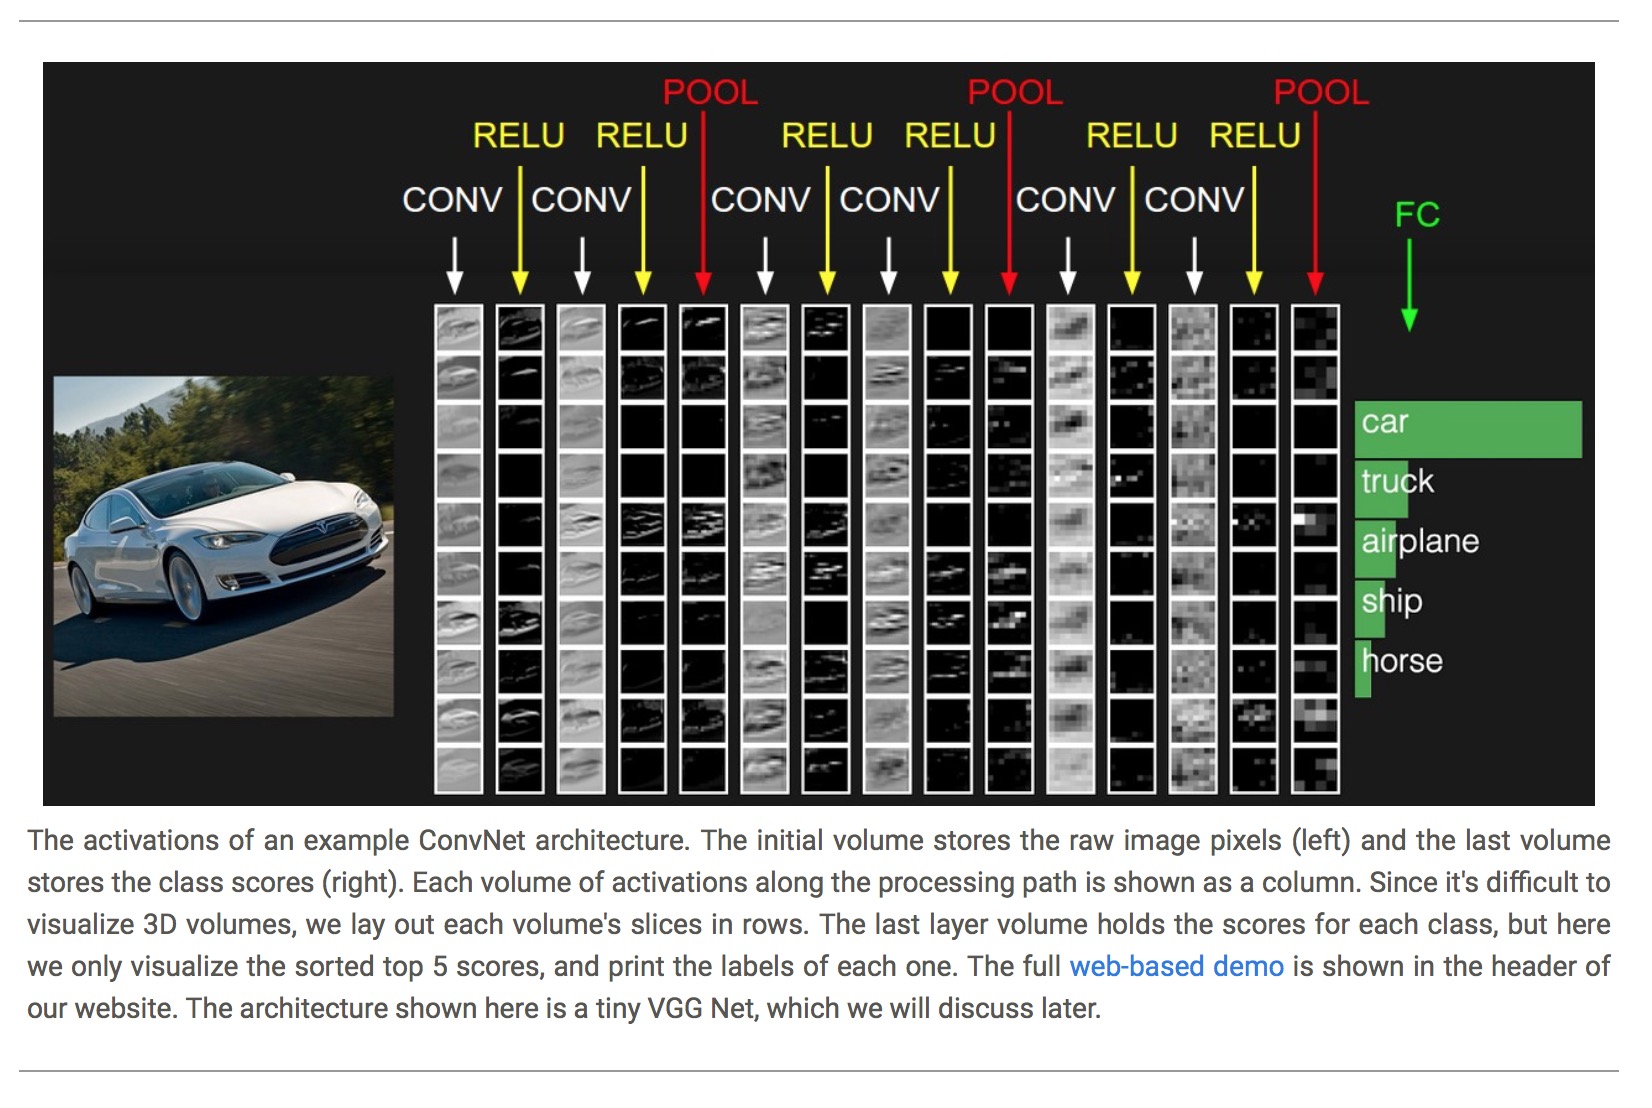 POOL POOL POOL
RELU RELU RELU RELU RELU RELU
CONV CONV CONV CONV CONV CONV
FC
car
truck
airplane
ship
horse
The activations of an example ConvNet architecture. The initial volume stores the raw image pixels (left) and the last volume
stores the class scores (right). Each volume of activations along the processing path is shown as a column. Since it's difficult to
visualize 3D volumes, we lay out each volume's slices in rows. The last layer volume holds the scores for each class, but here
we only visualize the sorted top 5 scores, and print the labels of each one. The full web-based demo is shown in the header of
our website. The architecture shown here is a tiny VGG Net, which we will discuss later.